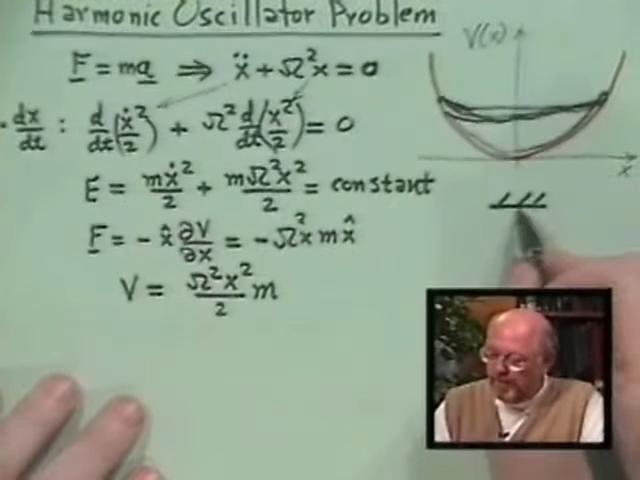 Harmonic Oscillator Problem
V(x)
F = ma ⇒ ẍ + Ω²x = 0
· dx/dt : d/dt(ẋ²/2) + Ω² d/dt(x²/2) = 0
x
E = mẋ²/2 + mΩ²x²/2 = constant
F = - x̂ ∂V/∂x = - Ω²x m x̂
V = Ω²x²/2 m